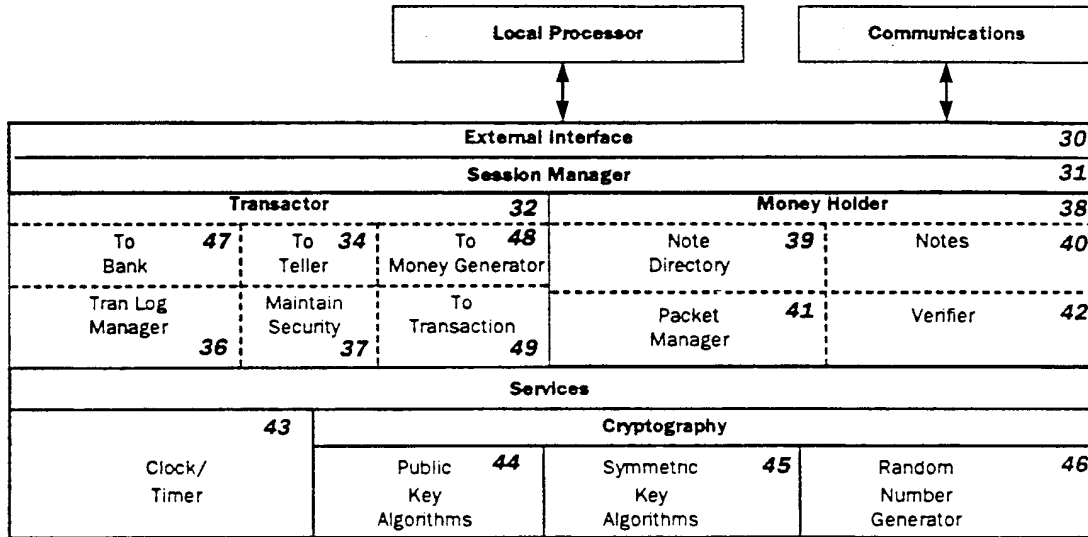 Local Processor
Communications
External Interface 30
Session Manager 31
Transactor 32
Money Holder 38
To 47
Bank
To 34
Teller
To 48
Money Generator
Note 39
Directory
Notes 40
Tran Log
Manager
36
Maintain
Security
37
To
Transaction
49
Packet 41
Manager
Verifier 42
Services
43
Clock/
Timer
Cryptography
Public 44
Key
Algorithms
Symmetric 45
Key
Algorithms
Random 46
Number
Generator